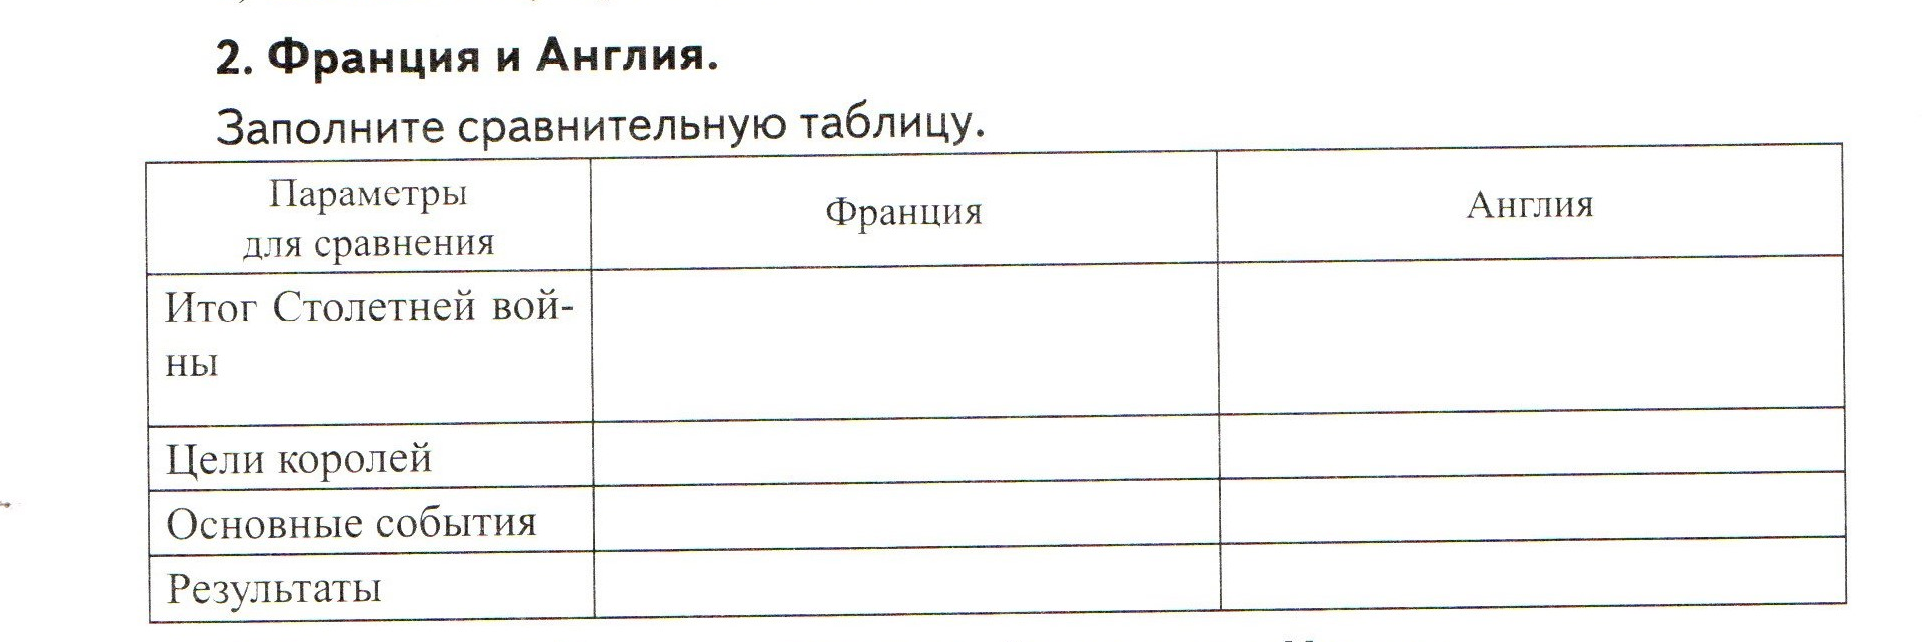 2. Франция и Англия.
Заполните сравнительную таблицу.
Параметры
для сравнения
Франция
Англия
Итог Столетней вой-
ны
Цели королей
Основные события
Результаты